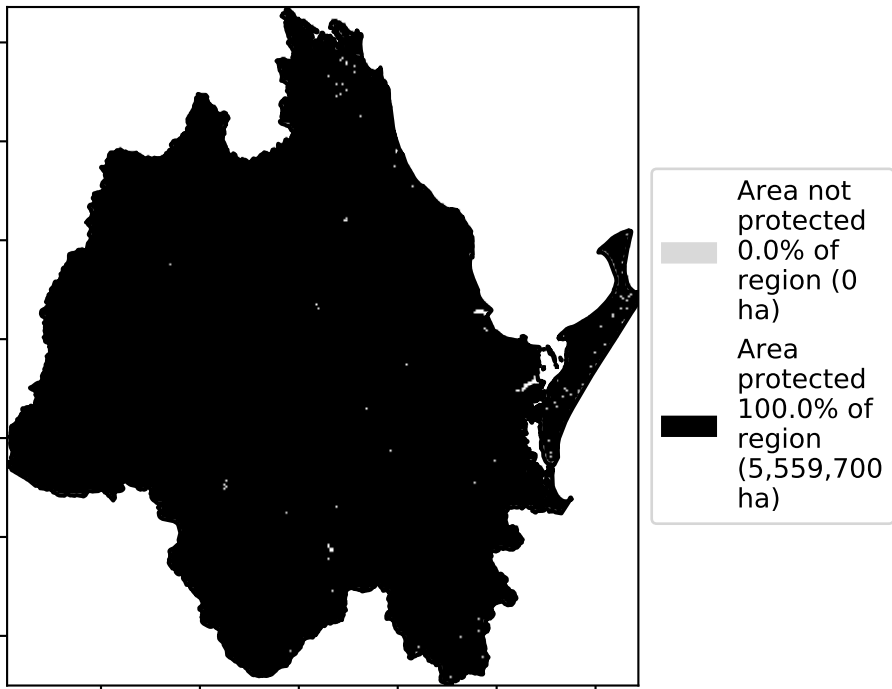 Area not
protected
0.0% of
region (0
ha)
Area
protected
100.0% of
region
(5,559,700
ha)